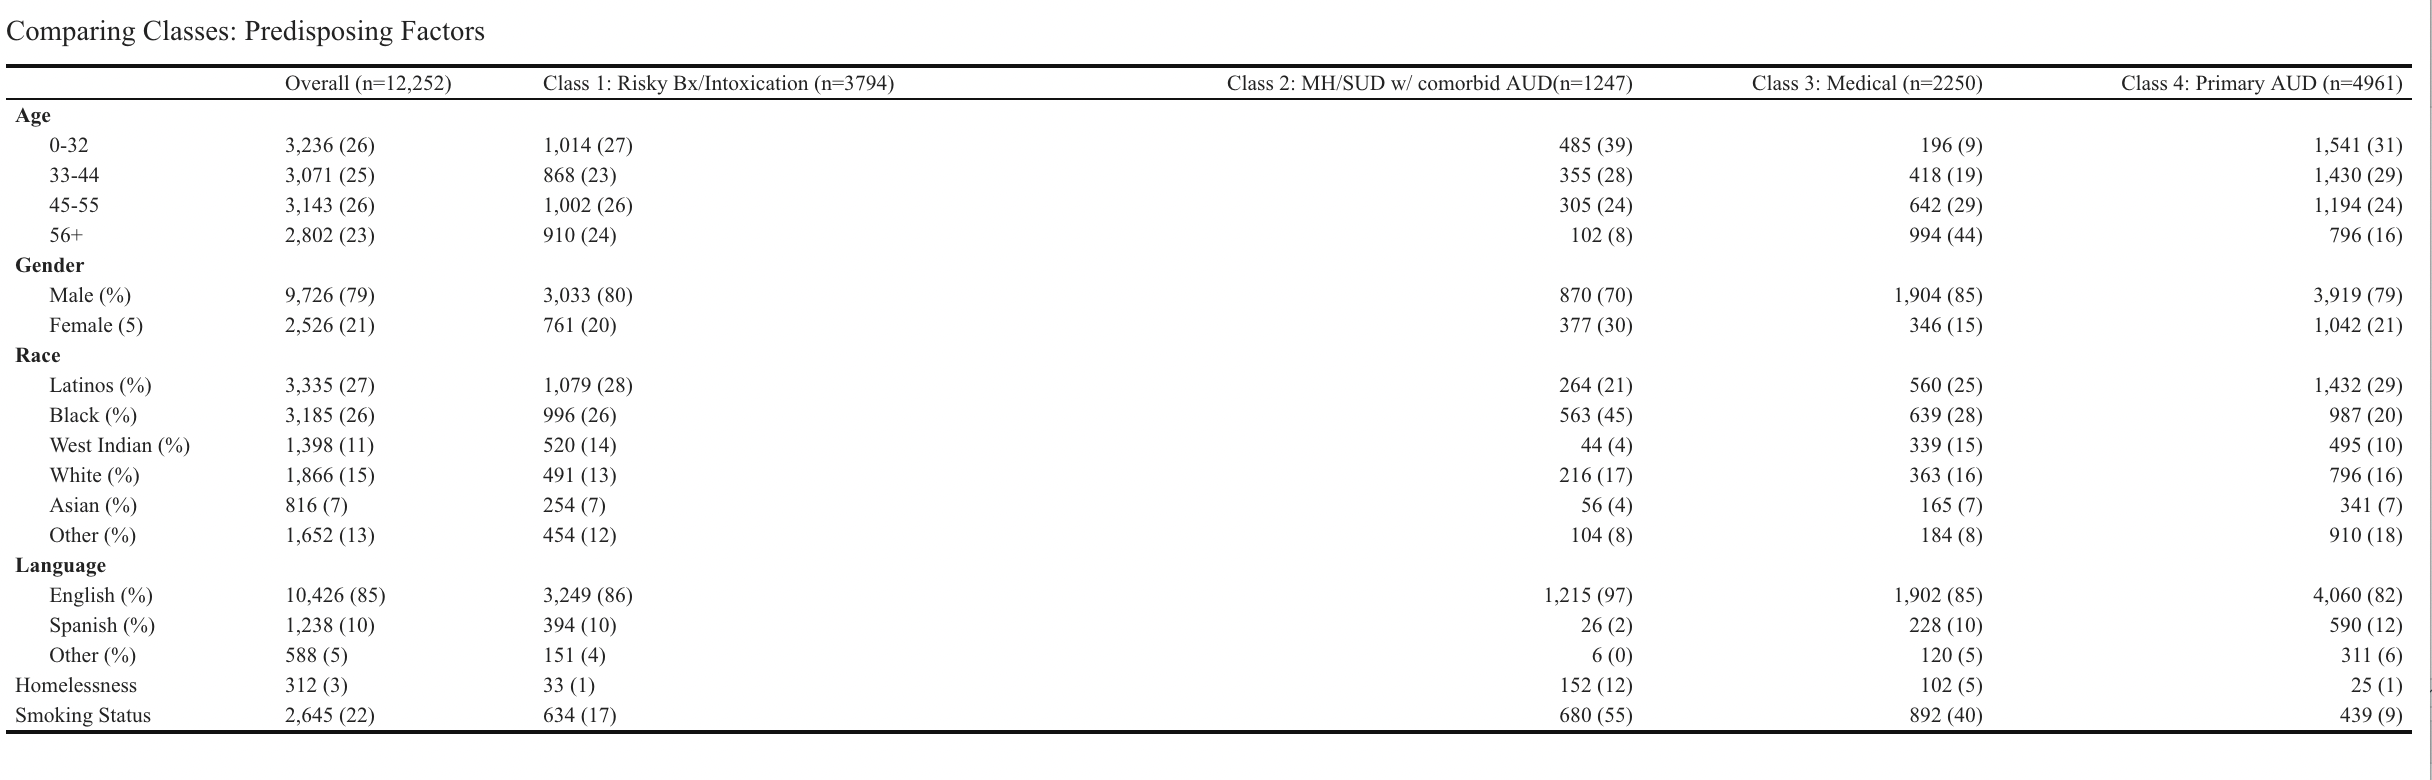 Comparing Classes: Predisposing Factors
Overall (n=12,252) Class 1: Risky Bx/Intoxication (n=3794) Class 2: MH/SUD w/ comorbid AUD(n=1247) Class 3: Medical (n=2250) Class 4: Primary AUD (n=4961)
Age
0-32 3,236 (26) 1,014 (27) 485 (39) 196 (9) 1,541 (31)
33-44 3,071 (25) 868 (23) 355 (28) 418 (19) 1,430 (29)
45-55 3,143 (26) 1,002 (26) 305 (24) 642 (29) 1,194 (24)
56+ 2,802 (23) 910 (24) 102 (8) 994 (44) 796 (16)
Gender
Male (%) 9,726 (79) 3,033 (80) 870 (70) 1,904 (85) 3,919 (79)
Female (5) 2,526 (21) 761 (20) 377 (30) 346 (15) 1,042 (21)
Race
Latinos (%) 3,335 (27) 1,079 (28) 264 (21) 560 (25) 1,432 (29)
Black (%) 3,185 (26) 996 (26) 563 (45) 639 (28) 987 (20)
West Indian (%) 1,398 (11) 520 (14) 44 (4) 339 (15) 495 (10)
White (%) 1,866 (15) 491 (13) 216 (17) 363 (16) 796 (16)
Asian (%) 816 (7) 254 (7) 56 (4) 165 (7) 341 (7)
Other (%) 1,652 (13) 454 (12) 104 (8) 184 (8) 910 (18)
Language
English (%) 10,426 (85) 3,249 (86) 1,215 (97) 1,902 (85) 4,060 (82)
Spanish (%) 1,238 (10) 394 (10) 26 (2) 228 (10) 590 (12)
Other (%) 588 (5) 151 (4) 6 (0) 120 (5) 311 (6)
Homelessness 312 (3) 33 (1) 152 (12) 102 (5) 25 (1)
Smoking Status 2,645 (22) 634 (17) 680 (55) 892 (40) 439 (9)